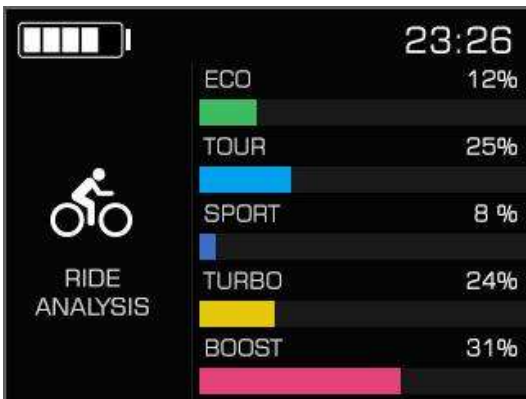 23:26
ECO 12%
TOUR 25%
SPORT 8 %
TURBO 24%
BOOST 31%
RIDE
ANALYSIS